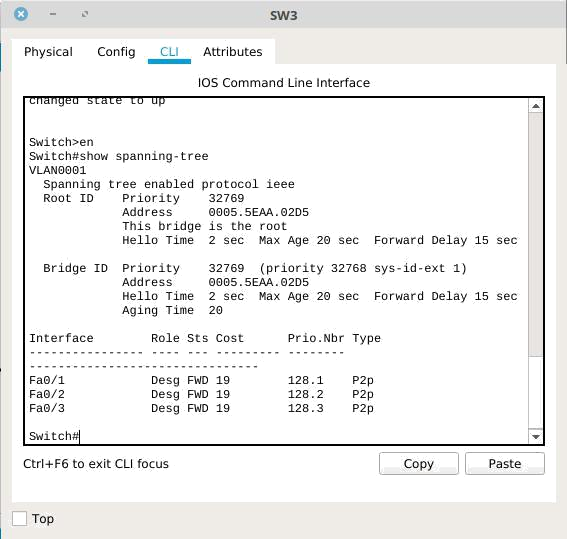 SW3
Physical Config CLI Attributes
IOS Command Line Interface
changed state to up
Switch>en
Switch#show spanning-tree
VLAN0001
  Spanning tree enabled protocol ieee
  Root ID    Priority    32769
             Address     0005.5EAA.02D5
             This bridge is the root
             Hello Time  2 sec  Max Age 20 sec  Forward Delay 15 sec
  Bridge ID  Priority    32769  (priority 32768 sys-id-ext 1)
             Address     0005.5EAA.02D5
             Hello Time  2 sec  Max Age 20 sec  Forward Delay 15 sec
             Aging Time  20
Interface        Role Sts Cost      Prio.Nbr Type
---------------- ---- --- --------- --------
--------------------------------
Fa0/1            Desg FWD 19        128.1    P2p
Fa0/2            Desg FWD 19        128.2    P2p
Fa0/3            Desg FWD 19        128.3    P2p
Switch#
Ctrl+F6 to exit CLI focus Copy Paste
Top